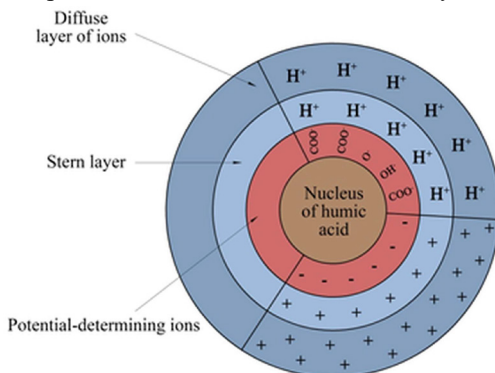 Diffuse
layer of ions
Stern layer
Potential-determining ions
Nucleus
of humic
acid
COO⁻
COO⁻
O⁻
OH⁻
COO⁻
H⁺
H⁺
H⁺
H⁺
H⁺
H⁺
H⁺
H⁺
H⁺
H⁺
H⁺
- - - - - -
+ + + + + +
+ + + + + + + + + + + +